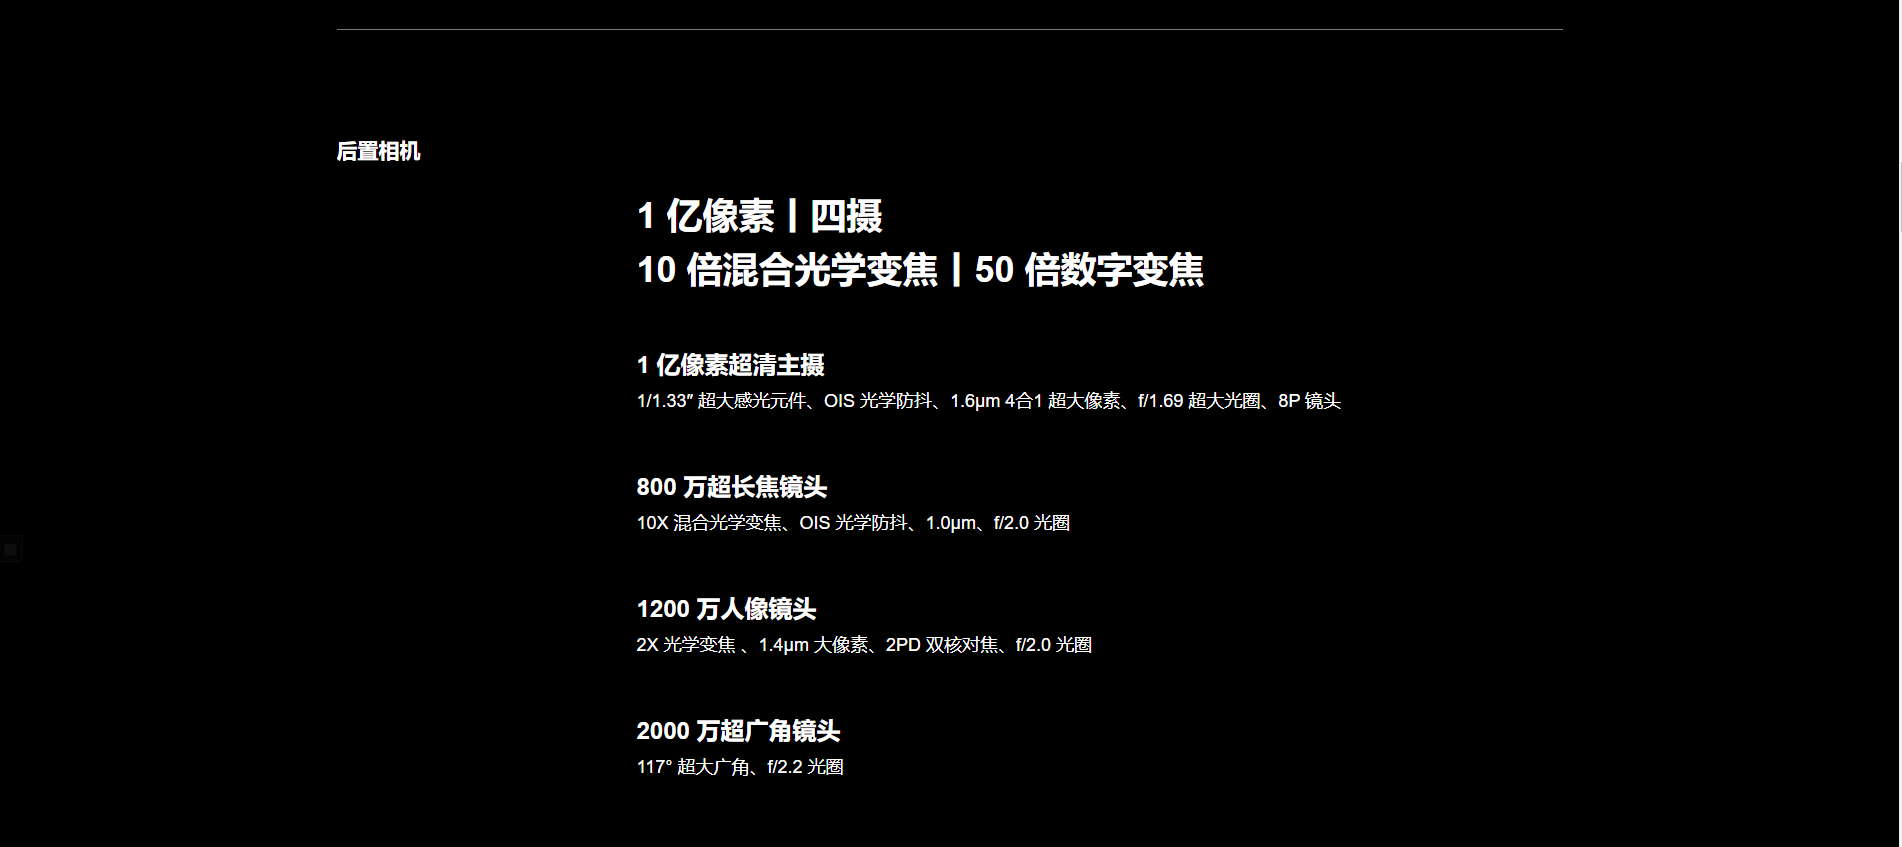 后置相机
1 亿像素丨四摄
10 倍混合光学变焦丨50 倍数字变焦
1 亿像素超清主摄
1/1.33″ 超大感光元件、OIS 光学防抖、1.6μm 4合1 超大像素、f/1.69 超大光圈、8P 镜头
800 万超长焦镜头
10X 混合光学变焦、OIS 光学防抖、1.0μm、f/2.0 光圈
1200 万人像镜头
2X 光学变焦 、1.4μm 大像素、2PD 双核对焦、f/2.0 光圈
2000 万超广角镜头
117° 超大广角、f/2.2 光圈